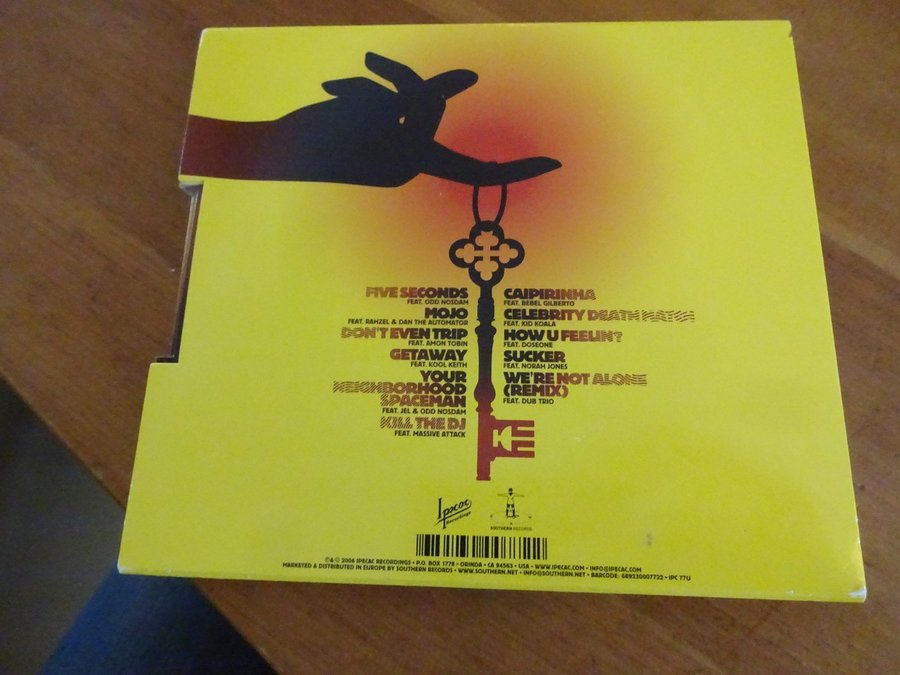 FIVE SECONDS
FEAT. ODD NOSDAM
MOJO
FEAT. RAHZEL & DAN THE AUTOMATOR
DON'T EVEN TRIP
FEAT. AMON TOBIN
GETAWAY
FEAT. KOOL KEITH
YOUR
NEIGHBORHOOD
SPACEMAN
FEAT. JEL & ODD NOSDAM
KILL THE DJ
FEAT. MASSIVE ATTACK
CAIPIRINHA
FEAT. BEBEL GILBERTO
CELEBRITY DEATH MATCH
FEAT. KID KOALA
HOW U FEELIN?
FEAT. DOSEONE
SUCKER
FEAT. NORAH JONES
WE'RE NOT ALONE
(REMIX)
FEAT. DUB TRIO
Ipecac
Recordings
SOUTHERN RECORDS
℗& © 2006 IPECAC RECORDINGS • P.O. BOX 1778 • ORINDA • CA 94563 • USA • WWW.IPECAC.COM • INFO@IPECAC.COM
MARKETED & DISTRIBUTED IN EUROPE BY SOUTHERN RECORDS • WWW.SOUTHERN.NET • INFO@SOUTHERN.NET • BARCODE: 689230007722 • IPC 77U